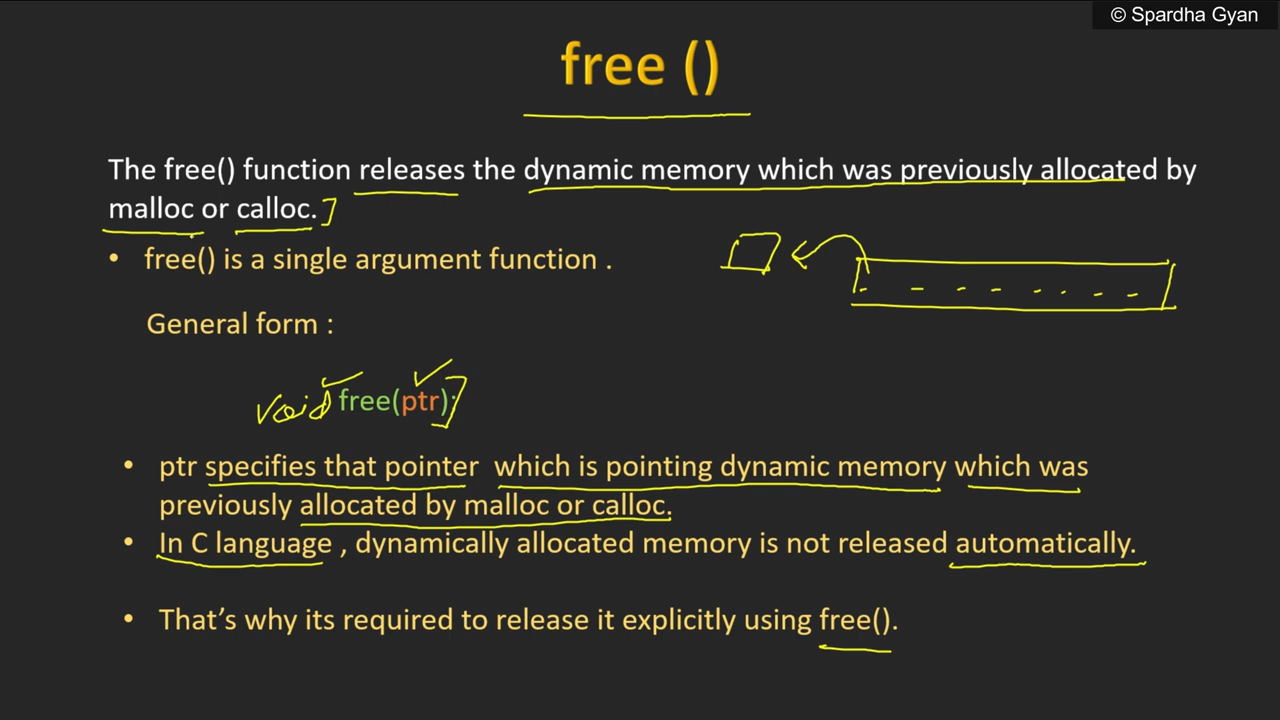 © Spardha Gyan
free ()
The free() function releases the dynamic memory which was previously allocated by
malloc or calloc.
• free() is a single argument function .
General form :
void free(ptr);
• ptr specifies that pointer which is pointing dynamic memory which was
previously allocated by malloc or calloc.
• In C language , dynamically allocated memory is not released automatically.
• That’s why its required to release it explicitly using free().